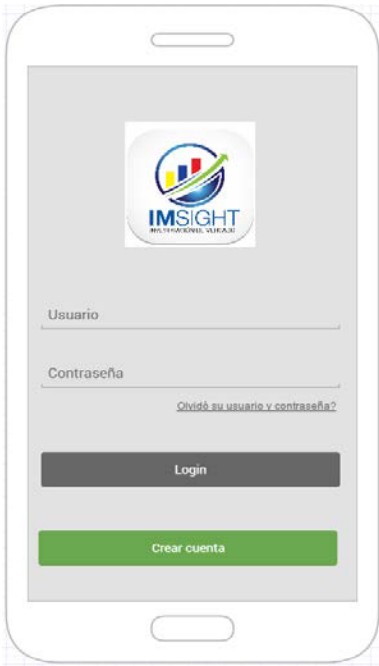 IMSIGHT
Usuario
Contraseña
Olvidó su usuario y contraseña?
Login
Crear cuenta